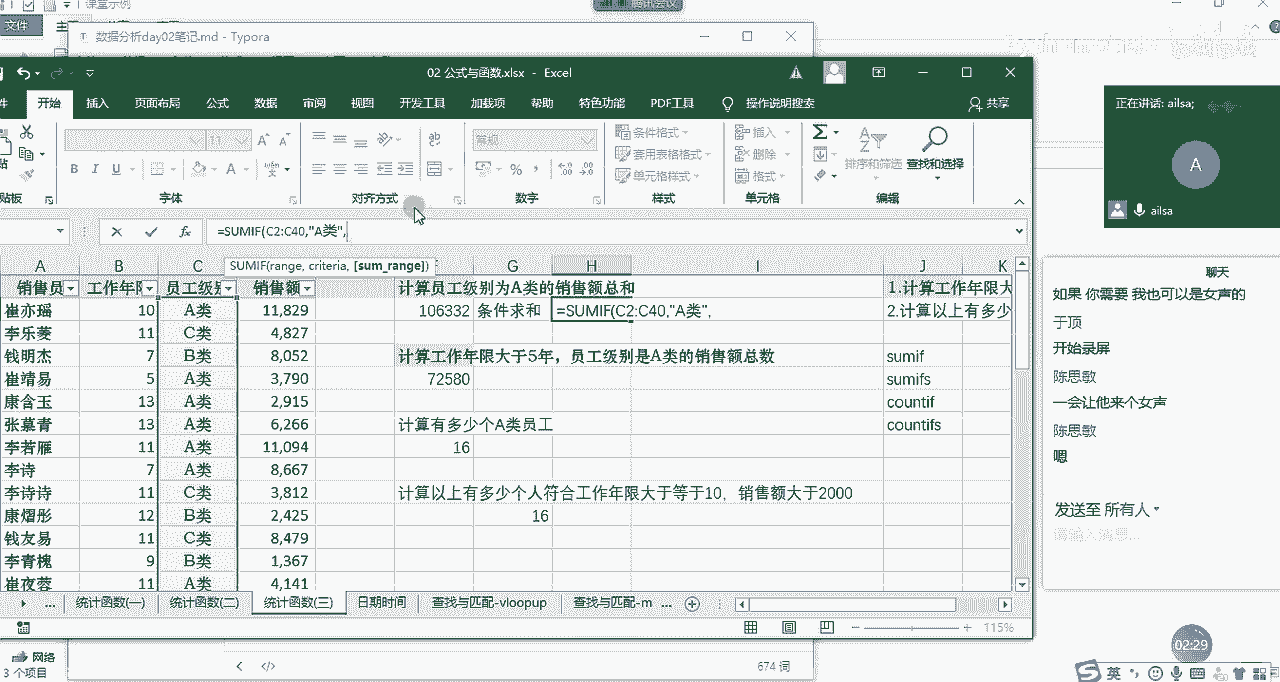 课堂示例
文件
腾讯会议
数据分析day02笔记.md - Typora
02 公式与函数.xlsx - Excel
件 开始 插入 页面布局 公式 数据 审阅 视图 开发工具 加载项 帮助 特色功能 PDF工具 操作说明搜索 共享
常规
条件格式
套用表格格式
单元格样式
插入
删除
格式
排序和筛选 查找和选择
贴板 字体 对齐方式 数字 样式 单元格 编辑
=SUMIF(C2:C40,"A类",
SUMIF(range, criteria, [sum_range])
A B C G H I J K
销售员 工作年限 员工级别 销售额 计算员工级别为A类的销售额总和 1.计算工作年限大
崔亦瑶 10 A类 11,829 106332 条件求和 =SUMIF(C2:C40,"A类", 2.计算以上有多少
李乐菱 11 C类 4,827
钱明杰 7 B类 8,052 计算工作年限大于5年，员工级别是A类的销售额总数 sumif
崔靖易 5 A类 3,790 72580 sumifs
康含玉 13 A类 2,915 countif
张慕青 13 A类 6,266 计算有多少个A类员工 countifs
李若雁 11 A类 11,094 16
李诗 7 A类 8,667
李诗诗 11 C类 3,812 计算以上有多少个人符合工作年限大于等于10，销售额大于2000
康熠彤 12 B类 2,425 16
钱友易 11 C类 8,479
李青槐 9 B类 1,367
崔夜蓉 11 A类 4,141
... 统计函数(一) 统计函数(二) 统计函数(三) 日期时间 查找与匹配-vloopup 查找与匹配-m ...
115%
网络
3 个项目
674 词
正在讲话: ailsa;
A
ailsa
聊天
如果 你需要 我也可以是女声的
于顶
开始录屏
陈思敏
一会让他来个女声
陈思敏
嗯
发送至 所有人
请输入消息...
02:29
英